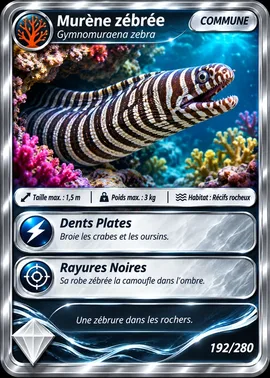 Murène zébrée
COMMUNE
Gymnomuraena zebra
Taille max. : 1,5 m
Poids max. : 3 kg
Habitat : Récifs rocheux
Dents Plates
Broie les crabes et les oursins.
Rayures Noires
Sa robe zébrée la camoufle dans l'ombre.
Une zébrure dans les rochers.
192/280